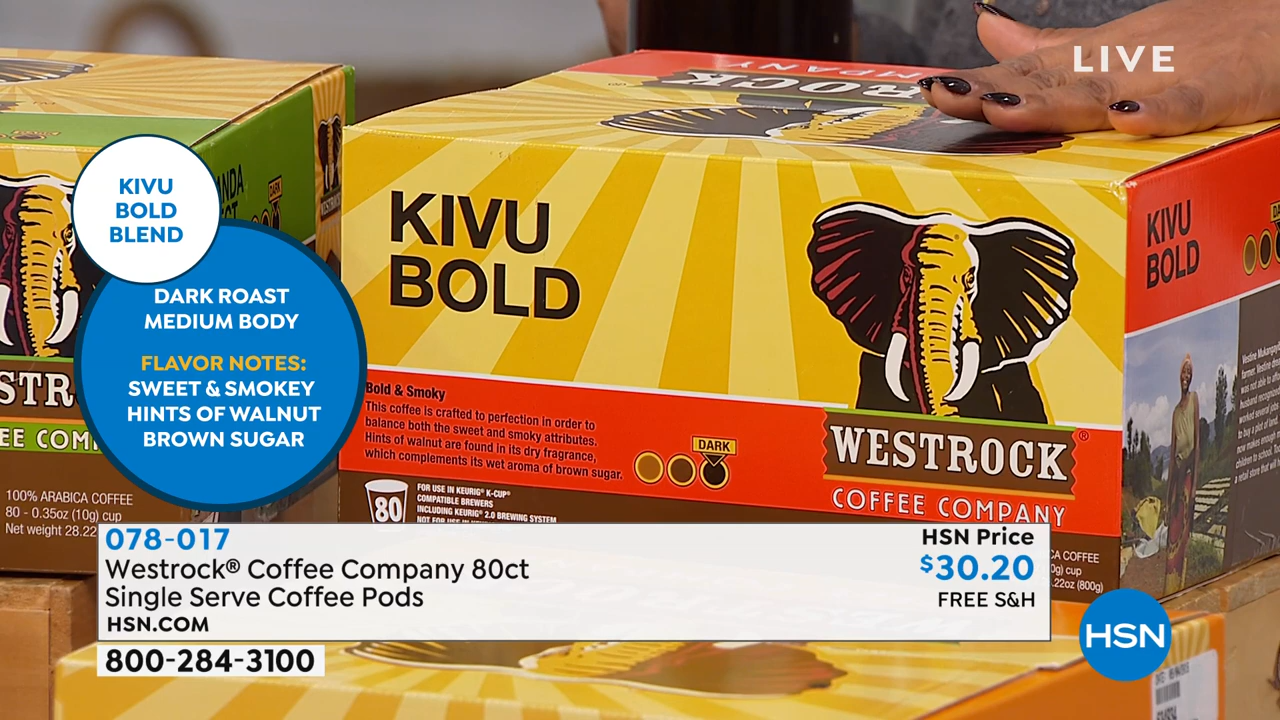 LIVE
KIVU
BOLD
BLEND
DARK ROAST
MEDIUM BODY
FLAVOR NOTES:
SWEET & SMOKEY
HINTS OF WALNUT
BROWN SUGAR
DARK
100% ARABICA COFFEE
80 - 0.35oz (10g) cup
Net weight 28.22
KIVU
BOLD
Bold & Smoky
This coffee is crafted to perfection in order to
balance both the sweet and smoky attributes.
Hints of walnut are found in its dry fragrance,
which complements its wet aroma of brown sugar.
DARK
80
FOR USE IN KEURIG® K-CUP®
COMPATIBLE BREWERS
INCLUDING KEURIG® 2.0 BREWING SYSTEM
WESTROCK®
COFFEE COMPANY
KIVU
BOLD
078-017
Westrock® Coffee Company 80ct
Single Serve Coffee Pods
HSN.COM
HSN Price
$30.20
FREE S&H
800-284-3100
HSN